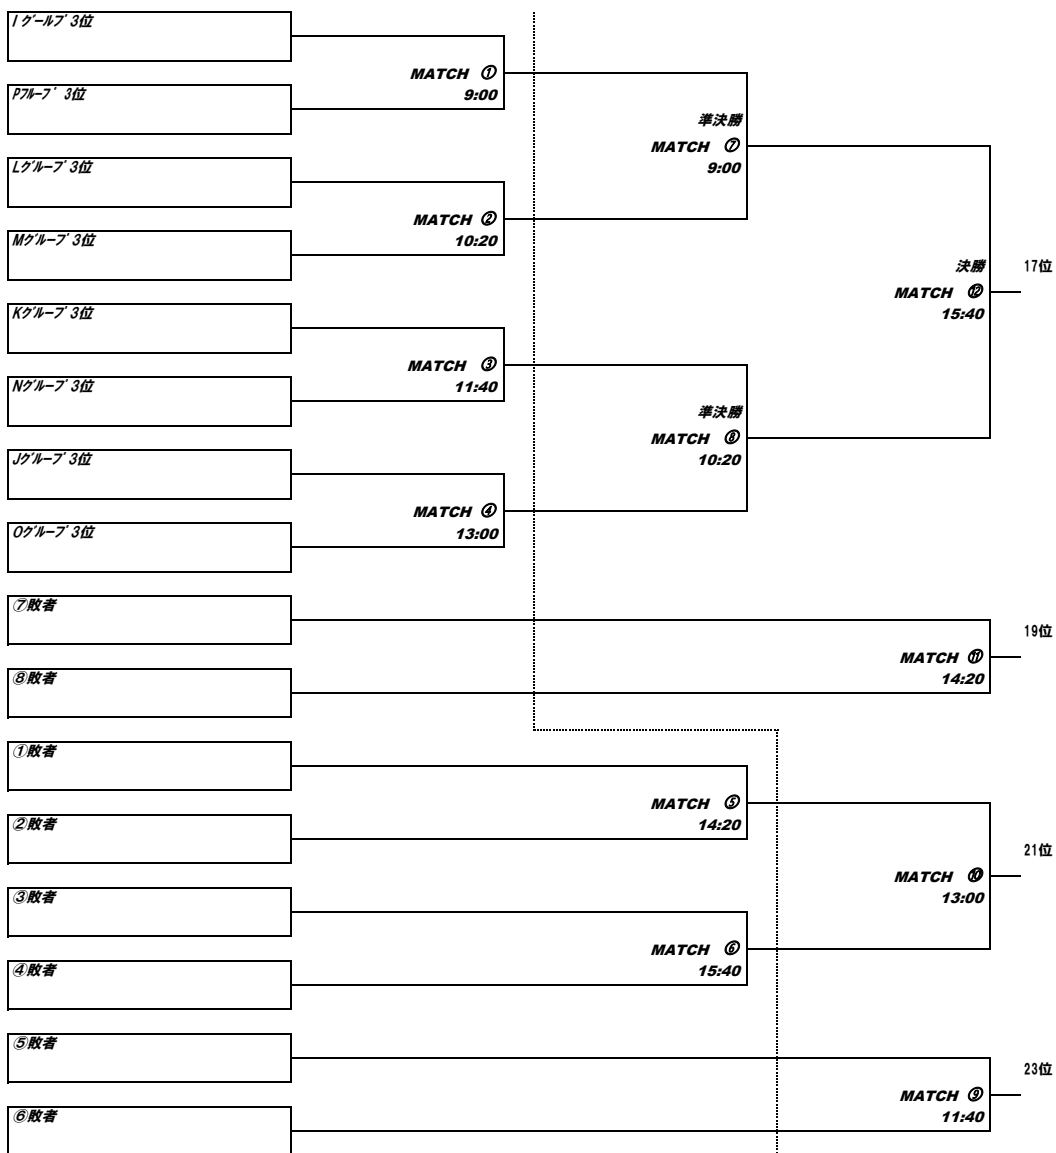 I グールプ 3位
MATCH ①
9:00
Pフループ 3位
準決勝
MATCH ⑦
9:00
Lグループ 3位
MATCH ②
10:20
Mグループ 3位
決勝
17位
MATCH ⑫
15:40
Kグループ 3位
MATCH ③
11:40
Nグループ 3位
準決勝
MATCH ⑧
10:20
Jグループ 3位
MATCH ④
13:00
Oグループ 3位
⑦敗者
19位
MATCH ⑪
14:20
⑧敗者
①敗者
MATCH ⑤
14:20
②敗者
21位
MATCH ⑩
13:00
③敗者
MATCH ⑥
15:40
④敗者
⑤敗者
23位
MATCH ⑨
11:40
⑥敗者